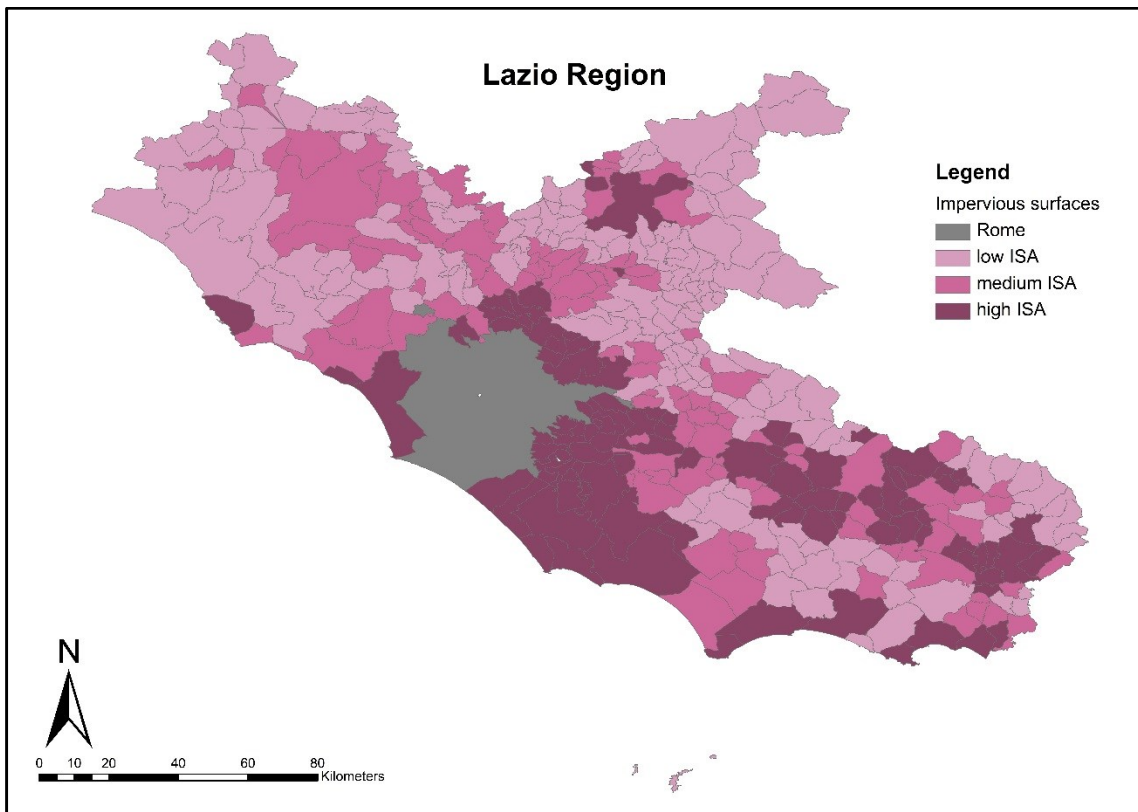 Lazio Region
Legend
Impervious surfaces
Rome
low ISA
medium ISA
high ISA
N
0 10 20 40 60 80
Kilometers